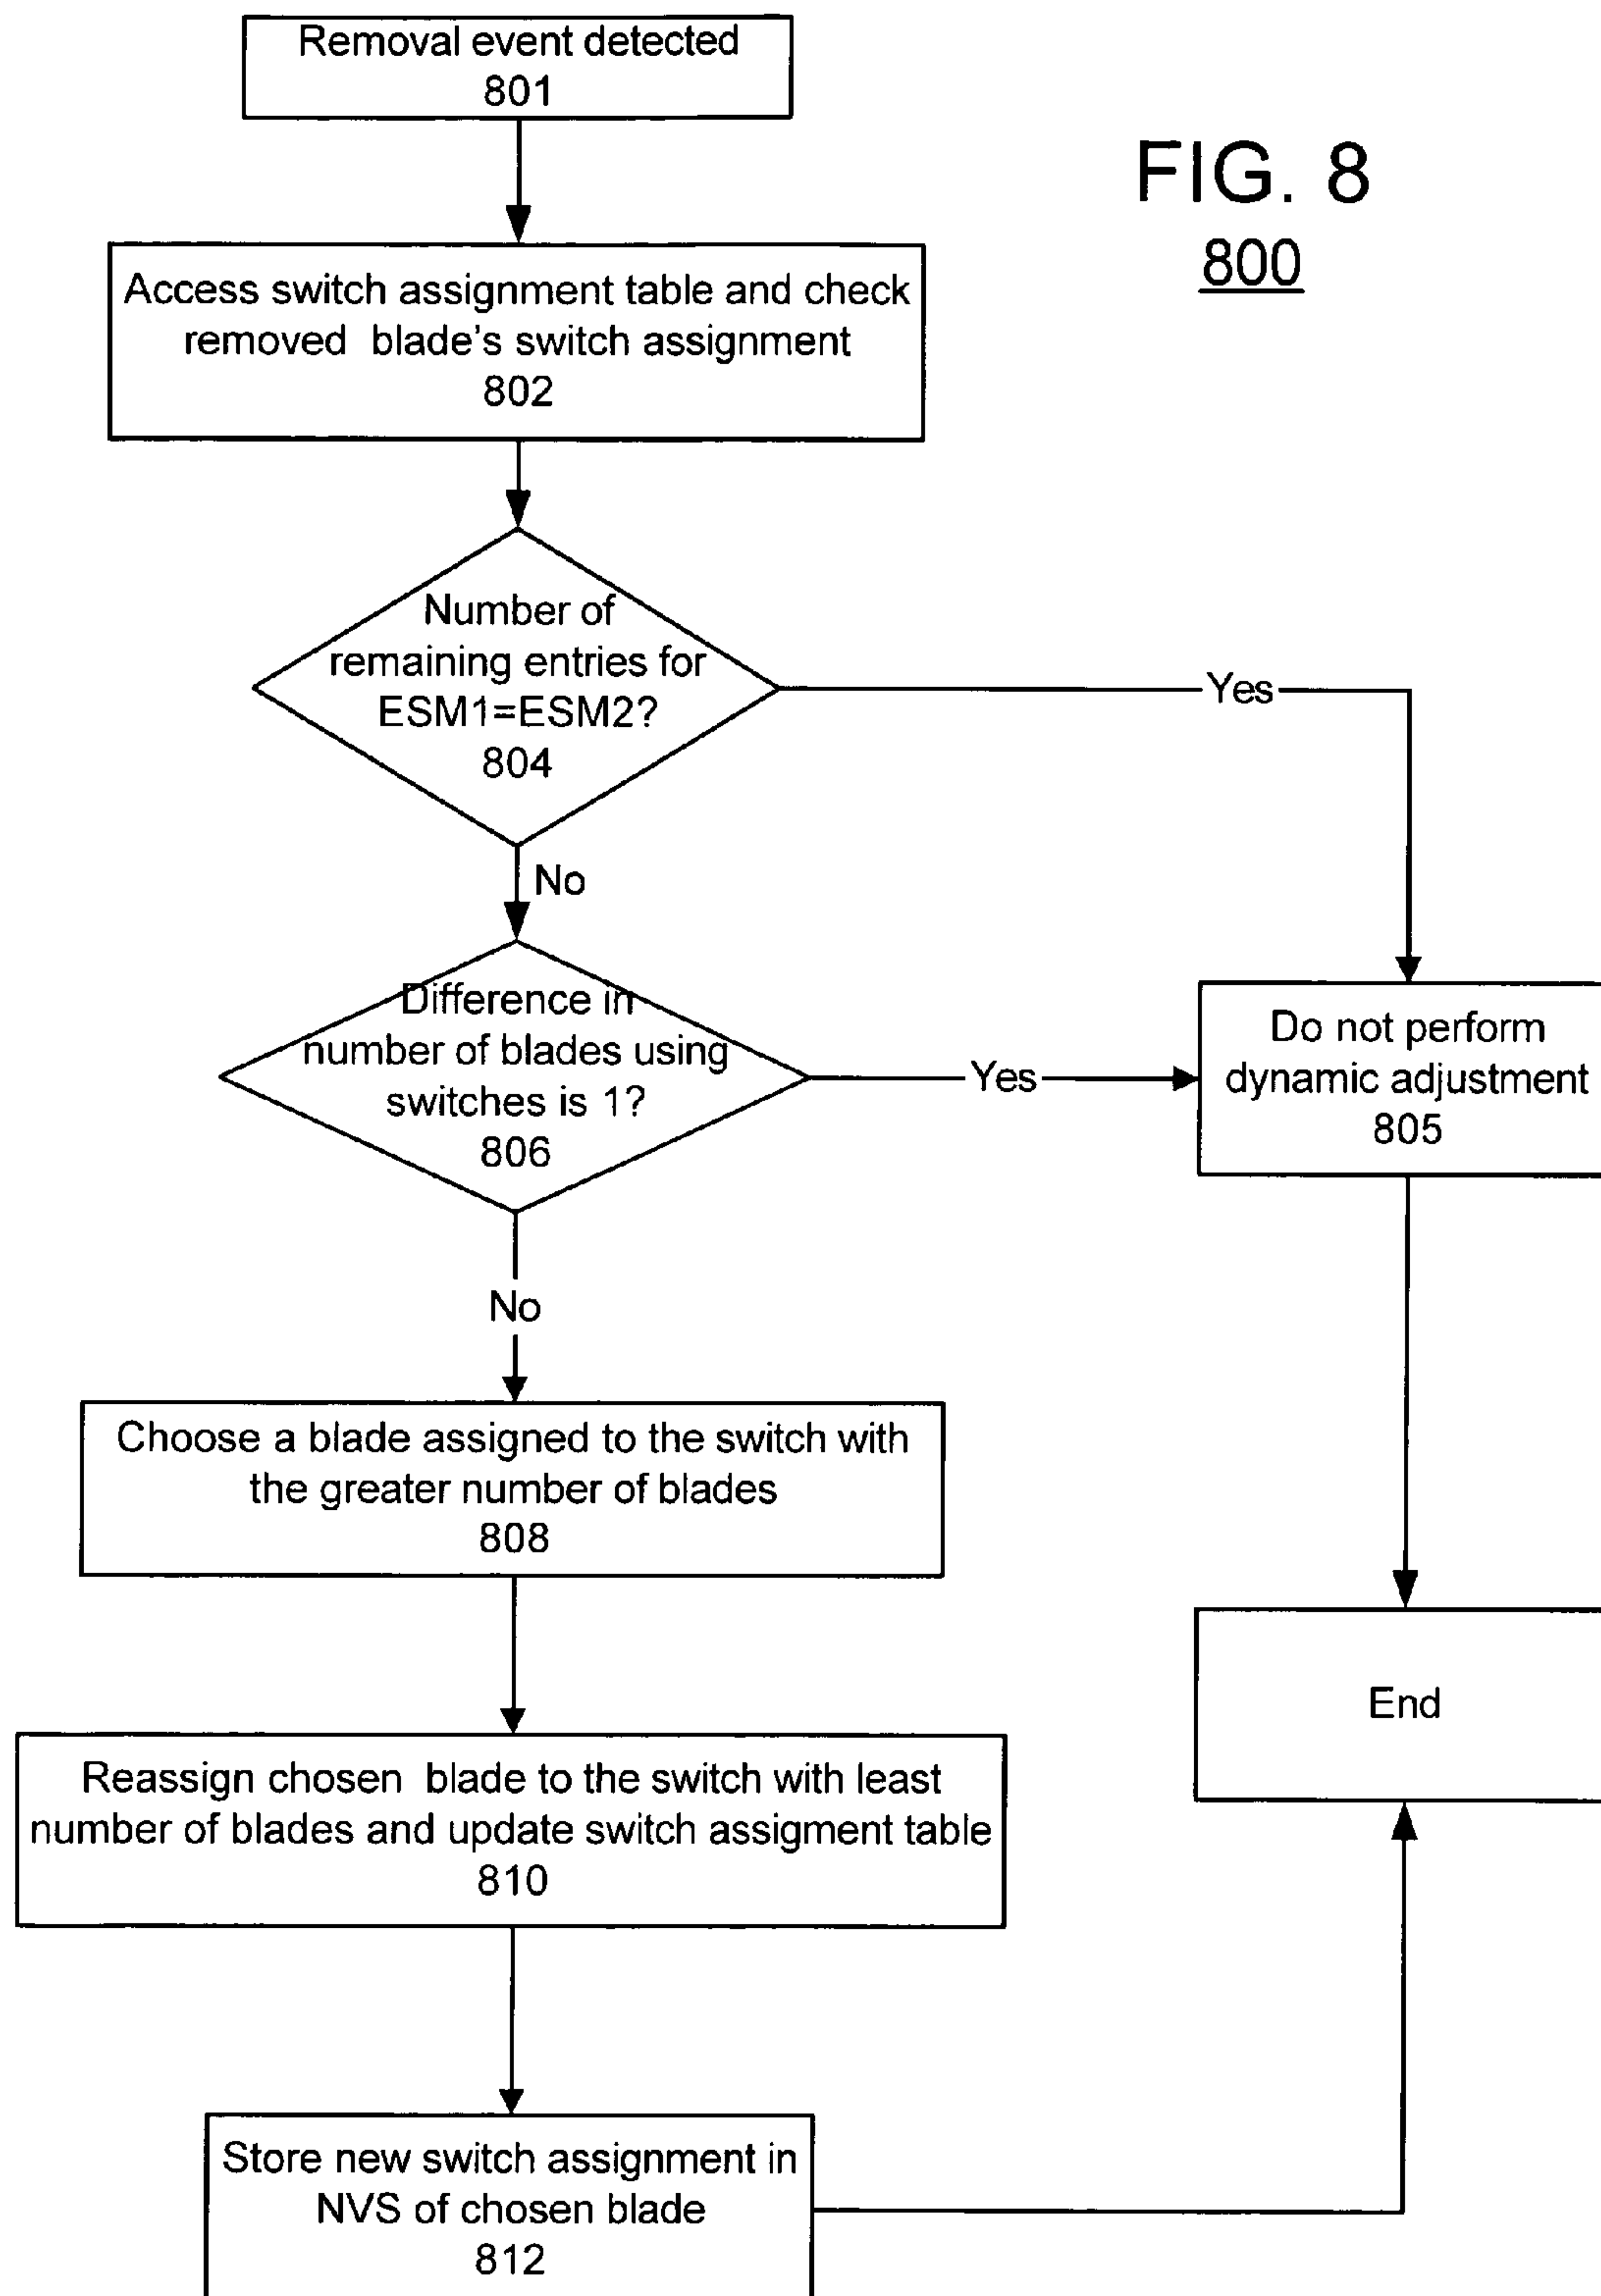 Removal event detected
801
FIG. 8
800
Access switch assignment table and check
removed blade's switch assignment
802
Number of
remaining entries for
ESM1=ESM2?
804
Yes
No
Difference in
number of blades using
switches is 1?
806
Yes
Do not perform
dynamic adjustment
805
No
Choose a blade assigned to the switch with
the greater number of blades
808
End
Reassign chosen blade to the switch with least
number of blades and update switch assigment table
810
Store new switch assignment in
NVS of chosen blade
812